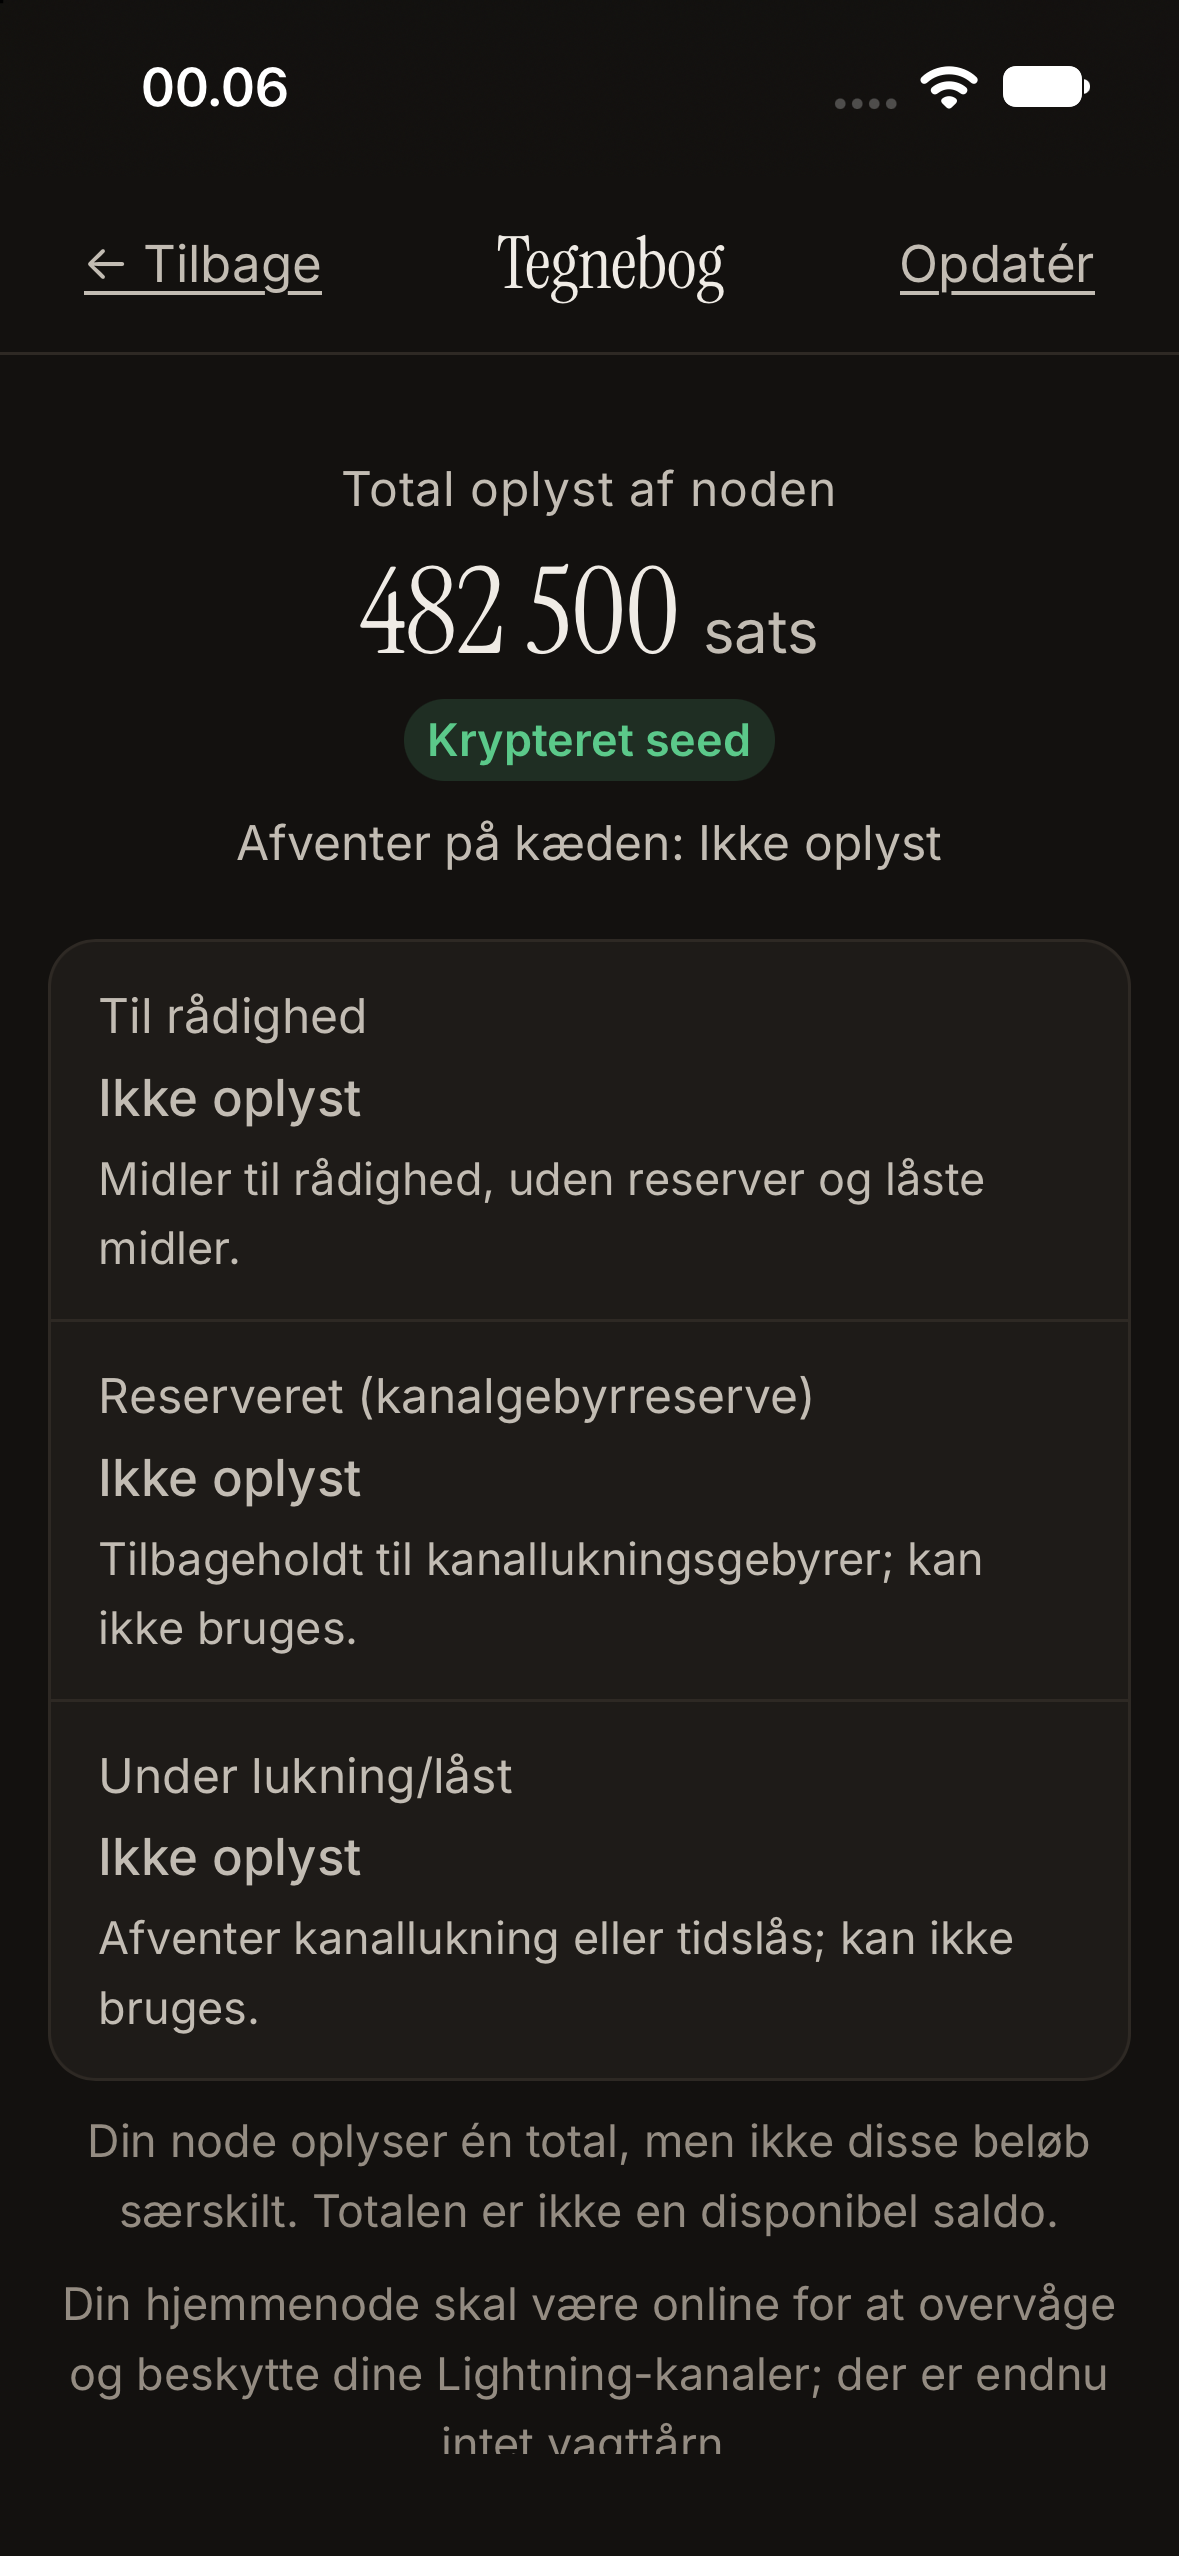 00.06
← Tilbage
Tegnebog
Opdatér
Total oplyst af noden
482 500 sats
Krypteret seed
Afventer på kæden: Ikke oplyst
Til rådighed
Ikke oplyst
Midler til rådighed, uden reserver og låste
midler.
Reserveret (kanalgebyrreserve)
Ikke oplyst
Tilbageholdt til kanallukningsgebyrer; kan
ikke bruges.
Under lukning/låst
Ikke oplyst
Afventer kanallukning eller tidslås; kan ikke
bruges.
Din node oplyser én total, men ikke disse beløb
særskilt. Totalen er ikke en disponibel saldo.
Din hjemmenode skal være online for at overvåge
og beskytte dine Lightning-kanaler; der er endnu
intet vagttårn